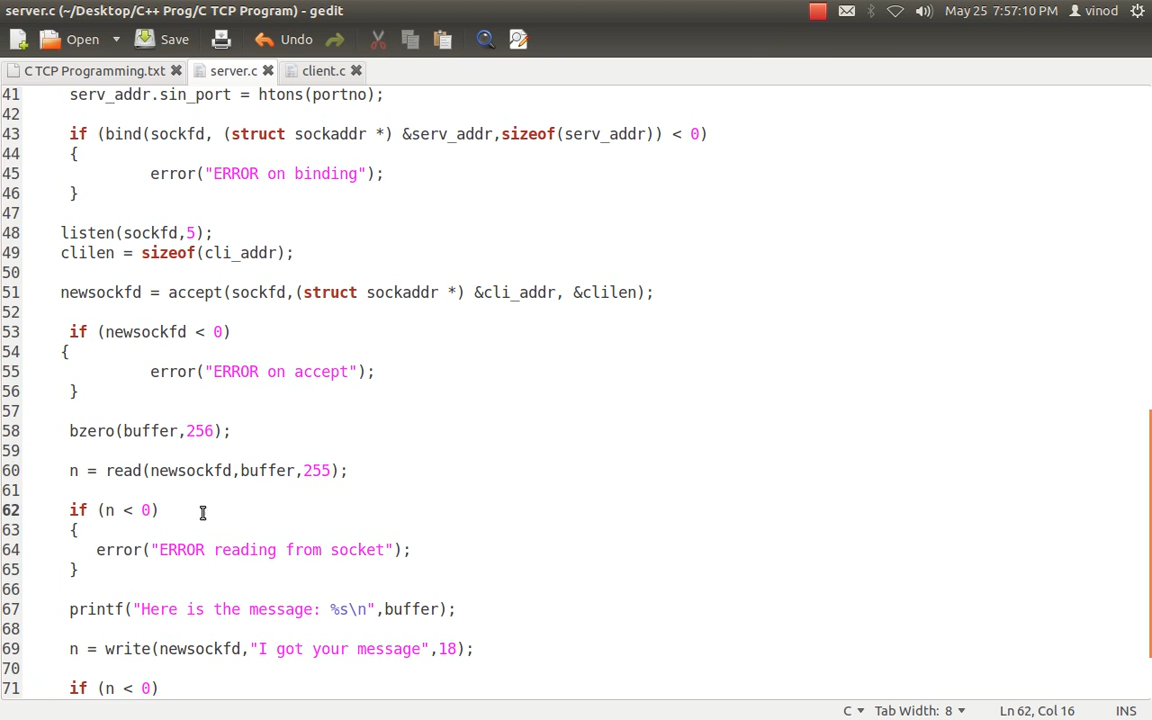 server.c (~/Desktop/C++ Prog/C TCP Program) - gedit
May 25 7:57:10 PM vinod
Open Save Undo
C TCP Programming.txt server.c client.c
41 serv_addr.sin_port = htons(portno);
42
43 if (bind(sockfd, (struct sockaddr *) &serv_addr,sizeof(serv_addr)) < 0)
44 {
45 error("ERROR on binding");
46 }
47
48 listen(sockfd,5);
49 clilen = sizeof(cli_addr);
50
51 newsockfd = accept(sockfd,(struct sockaddr *) &cli_addr, &clilen);
52
53 if (newsockfd < 0)
54 {
55 error("ERROR on accept");
56 }
57
58 bzero(buffer,256);
59
60 n = read(newsockfd,buffer,255);
61
62 if (n < 0)
63 {
64 error("ERROR reading from socket");
65 }
66
67 printf("Here is the message: %s\n",buffer);
68
69 n = write(newsockfd,"I got your message",18);
70
71 if (n < 0)
C Tab Width: 8 Ln 62, Col 16 INS